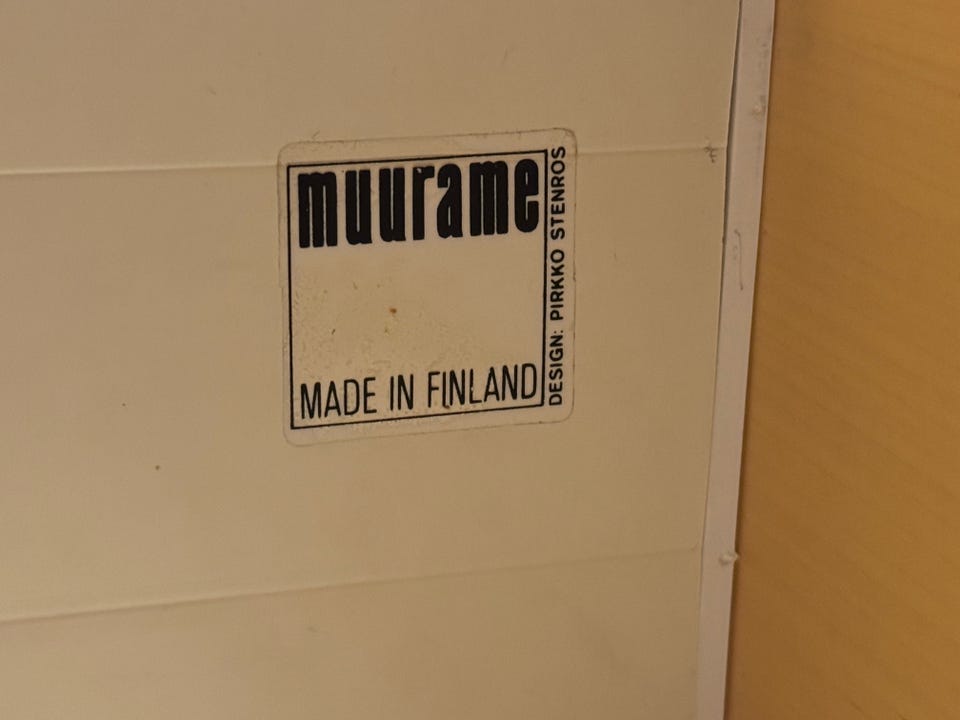 muurame
MADE IN FINLAND
DESIGN: PIRKKO STENROS